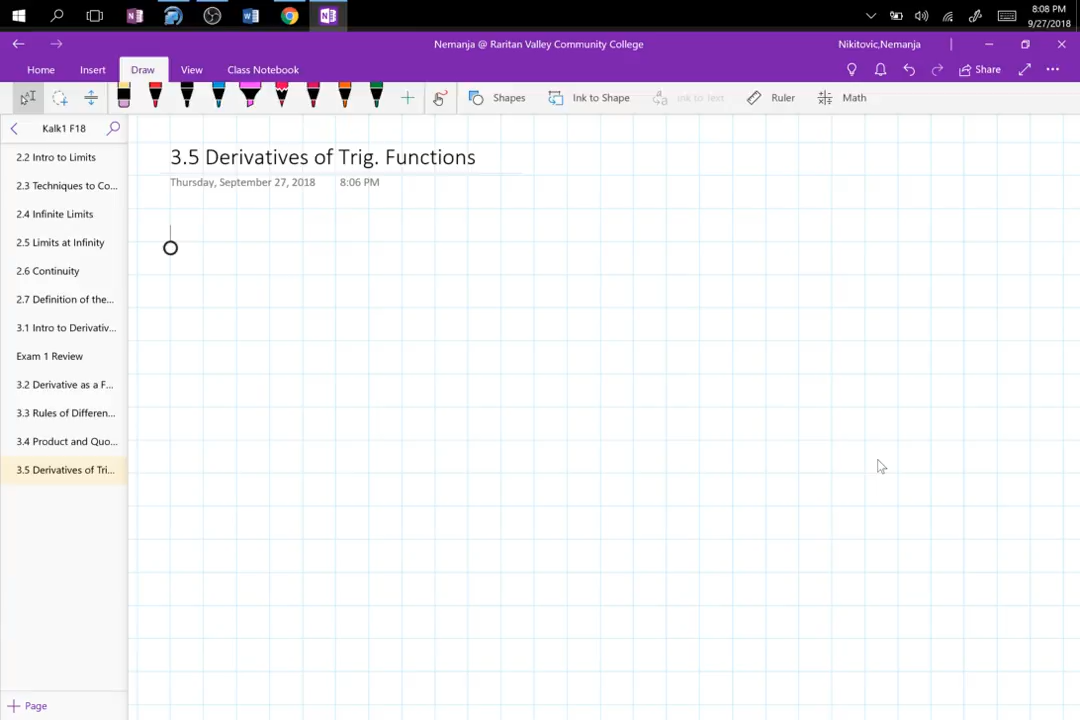 8:08 PM
9/27/2018
Nemanja @ Raritan Valley Community College
Nikitovic,Nemanja
Home
Insert
Draw
View
Class Notebook
Share
Shapes
Ink to Shape
Ink to Text
Ruler
Math
Kalk1 F18
2.2 Intro to Limits
2.3 Techniques to Co...
2.4 Infinite Limits
2.5 Limits at Infinity
2.6 Continuity
2.7 Definition of the...
3.1 Intro to Derivativ...
Exam 1 Review
3.2 Derivative as a F...
3.3 Rules of Differen...
3.4 Product and Quo...
3.5 Derivatives of Tri...
Page
3.5 Derivatives of Trig. Functions
Thursday, September 27, 2018 8:06 PM